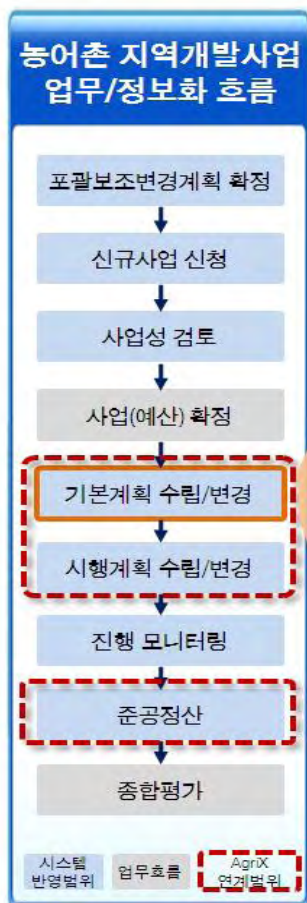 농어촌 지역개발사업
업무/정보화 흐름
포괄보조변경계획 확정
신규사업 신청
사업성 검토
사업(예산) 확정
기본계획 수립/변경
시행계획 수립/변경
진행 모니터링
준공정산
종합평가
시스템
반영범위
업무흐름
AgriX
연계범위